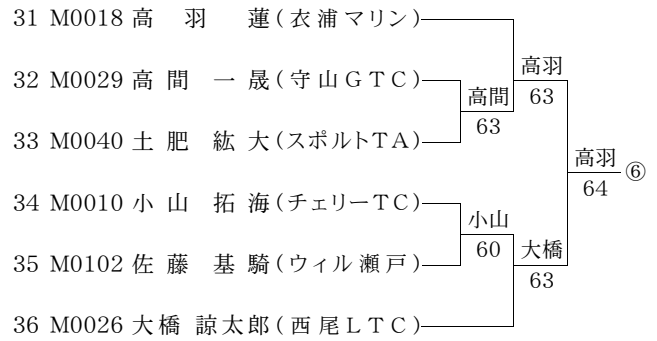 31 M0018 高羽 蓮(衣浦マリン)
高羽
32 M0029 高間 一晟(守山GTC)
高間
63
63
33 M0040 土肥 紘大(スポルトTA)
高羽
⑥
64
34 M0010 小山 拓海(チェリーTC)
小山
60
大橋
35 M0102 佐藤 基騎(ウィル瀬戸)
63
36 M0026 大橋 諒太郎(西尾LTC)